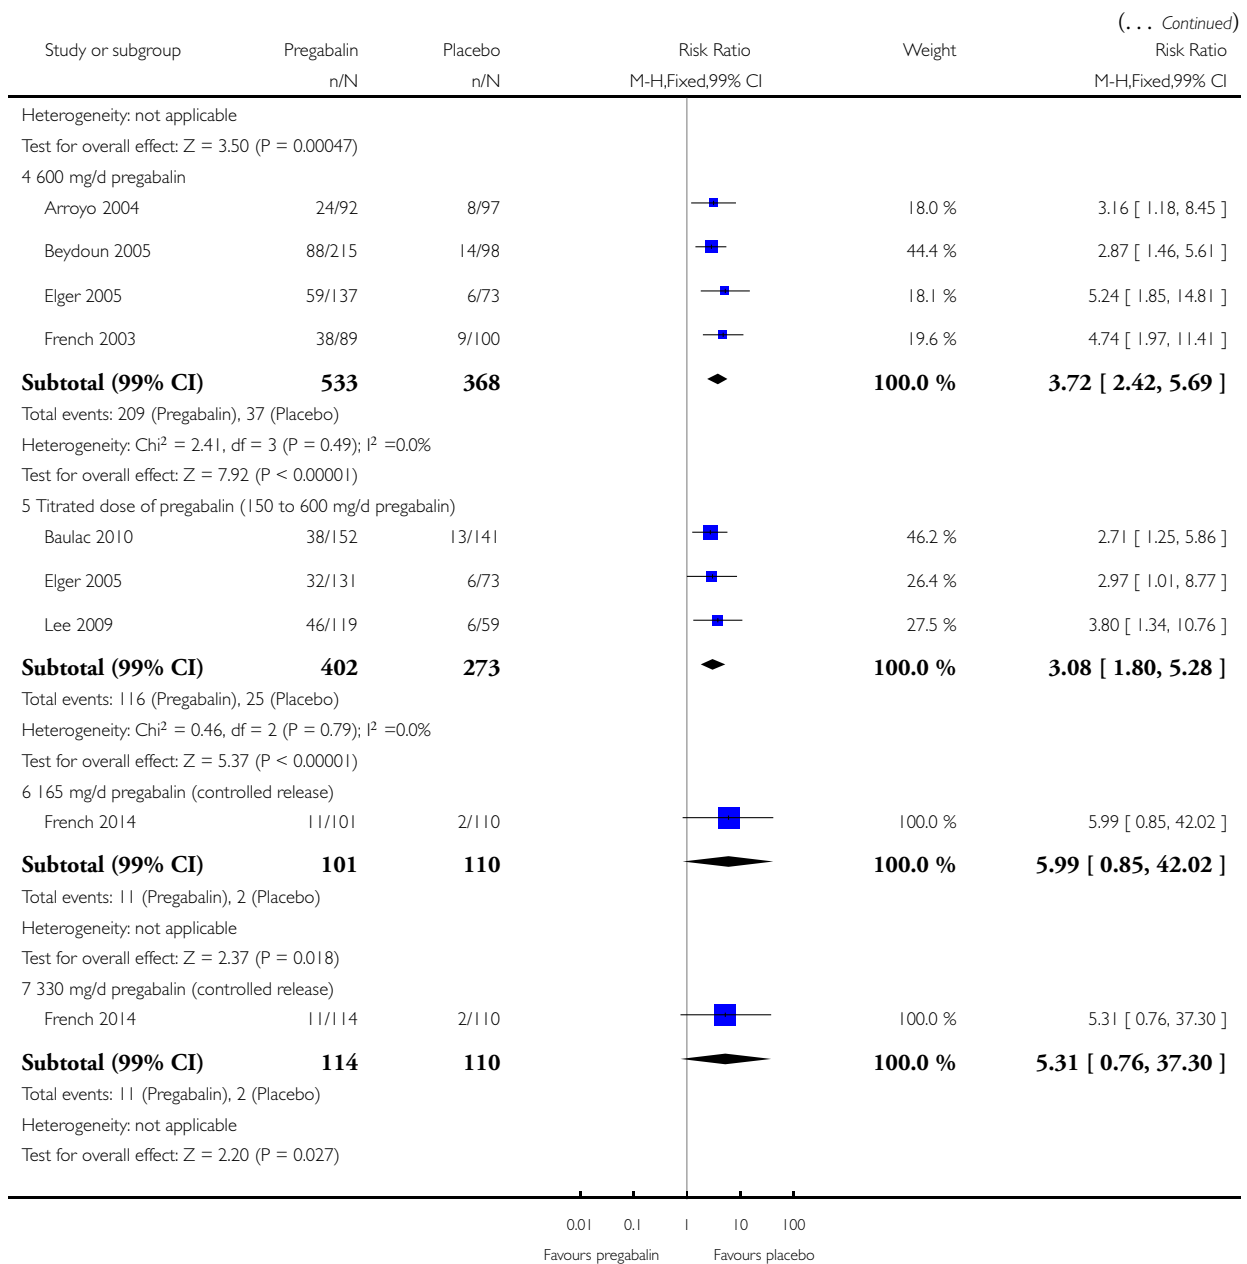 (... Continued)
Study or subgroup Pregabalin Placebo Risk Ratio Weight Risk Ratio
n/N n/N M-H,Fixed,99% CI M-H,Fixed,99% CI
Heterogeneity: not applicable
Test for overall effect: Z = 3.50 (P = 0.00047)
4 600 mg/d pregabalin
Arroyo 2004 24/92 8/97 18.0 % 3.16 [ 1.18, 8.45 ]
Beydoun 2005 88/215 14/98 44.4 % 2.87 [ 1.46, 5.61 ]
Elger 2005 59/137 6/73 18.1 % 5.24 [ 1.85, 14.81 ]
French 2003 38/89 9/100 19.6 % 4.74 [ 1.97, 11.41 ]
Subtotal (99% CI) 533 368 100.0 % 3.72 [ 2.42, 5.69 ]
Total events: 209 (Pregabalin), 37 (Placebo)
Heterogeneity: Chi² = 2.41, df = 3 (P = 0.49); I² =0.0%
Test for overall effect: Z = 7.92 (P < 0.00001)
5 Titrated dose of pregabalin (150 to 600 mg/d pregabalin)
Baulac 2010 38/152 13/141 46.2 % 2.71 [ 1.25, 5.86 ]
Elger 2005 32/131 6/73 26.4 % 2.97 [ 1.01, 8.77 ]
Lee 2009 46/119 6/59 27.5 % 3.80 [ 1.34, 10.76 ]
Subtotal (99% CI) 402 273 100.0 % 3.08 [ 1.80, 5.28 ]
Total events: 116 (Pregabalin), 25 (Placebo)
Heterogeneity: Chi² = 0.46, df = 2 (P = 0.79); I² =0.0%
Test for overall effect: Z = 5.37 (P < 0.00001)
6 165 mg/d pregabalin (controlled release)
French 2014 11/101 2/110 100.0 % 5.99 [ 0.85, 42.02 ]
Subtotal (99% CI) 101 110 100.0 % 5.99 [ 0.85, 42.02 ]
Total events: 11 (Pregabalin), 2 (Placebo)
Heterogeneity: not applicable
Test for overall effect: Z = 2.37 (P = 0.018)
7 330 mg/d pregabalin (controlled release)
French 2014 11/114 2/110 100.0 % 5.31 [ 0.76, 37.30 ]
Subtotal (99% CI) 114 110 100.0 % 5.31 [ 0.76, 37.30 ]
Total events: 11 (Pregabalin), 2 (Placebo)
Heterogeneity: not applicable
Test for overall effect: Z = 2.20 (P = 0.027)
0.01 0.1 1 10 100
Favours pregabalin Favours placebo